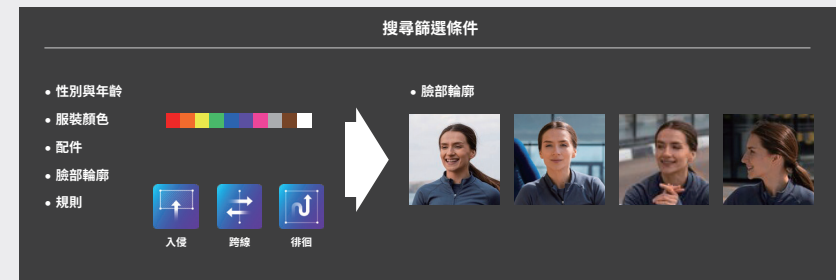 搜尋篩選條件
• 性別與年齡
• 服裝顏色
• 配件
• 臉部輪廓
• 規則
入侵
跨線
徘徊
• 臉部輪廓